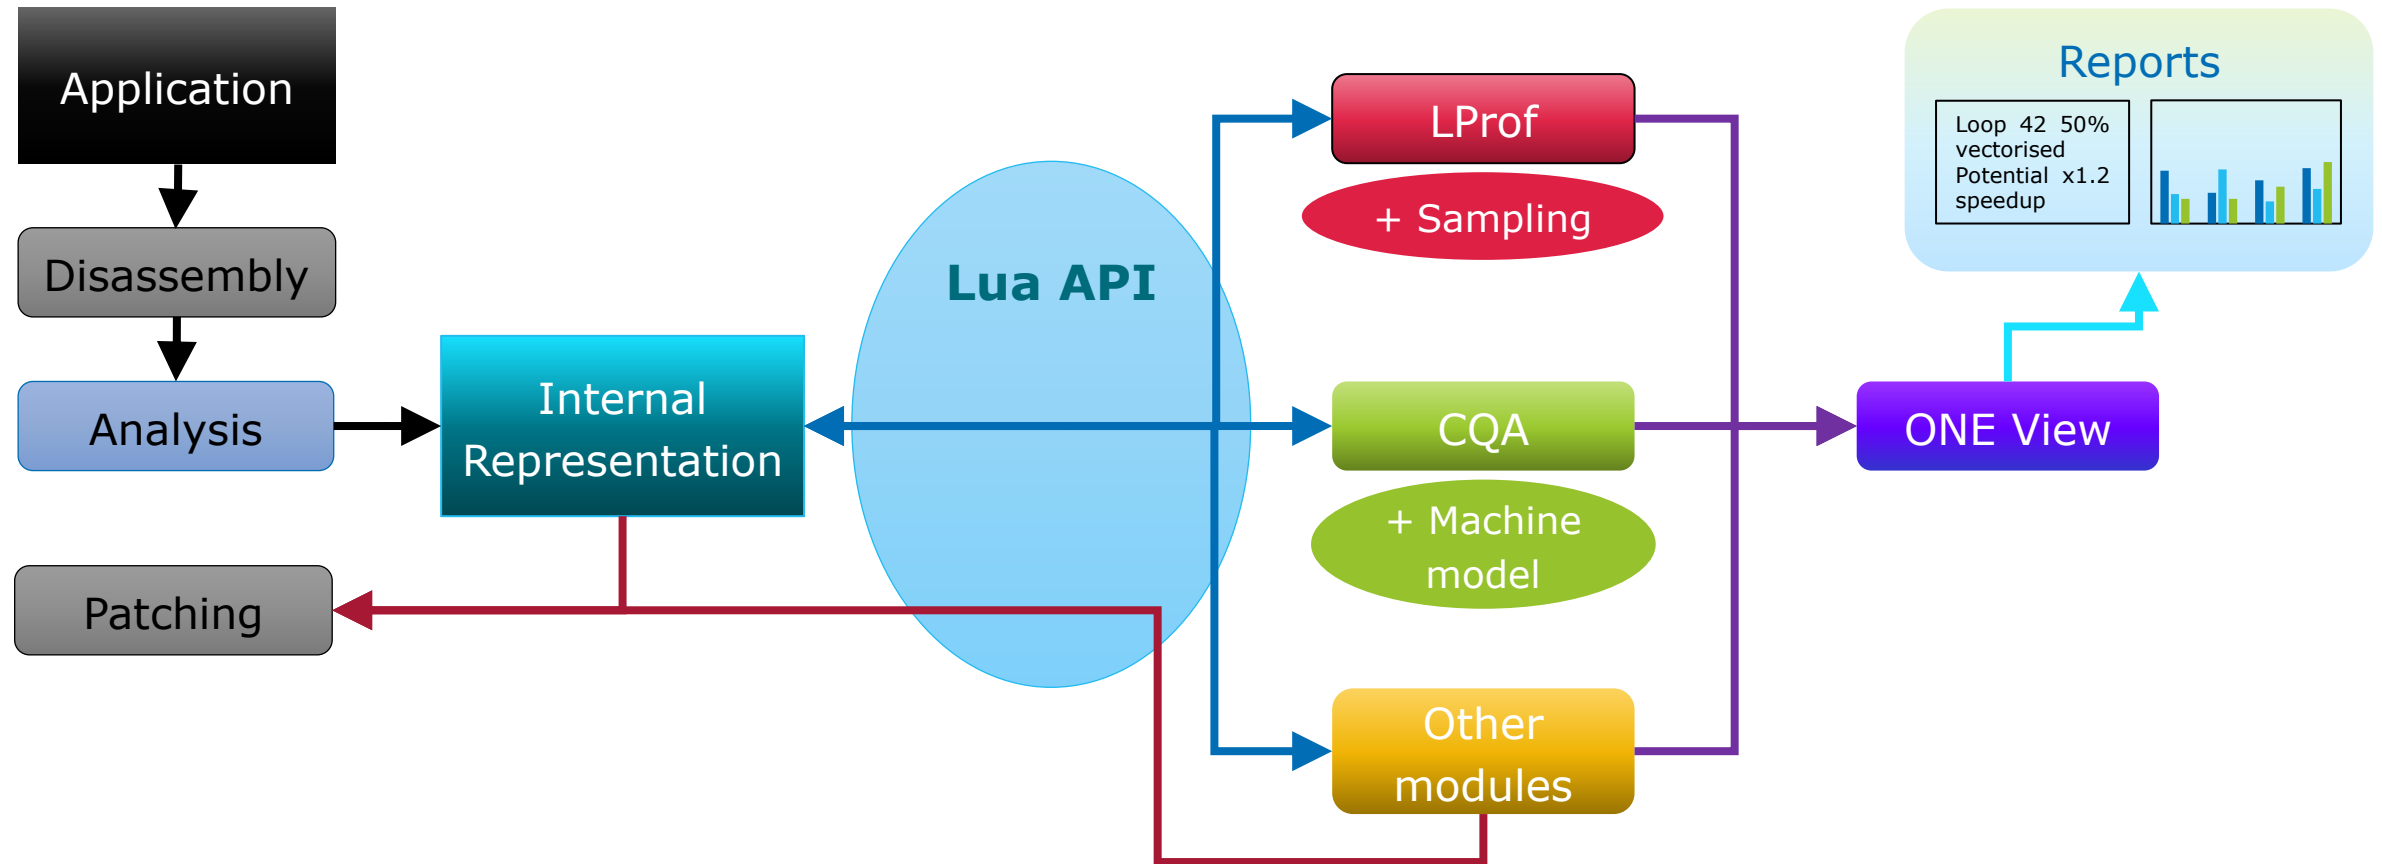 Application
Disassembly
Analysis
Patching
Internal
Representation
Lua API
LProf
+ Sampling
CQA
+ Machine
model
Other
modules
ONE View
Reports
Loop 42 50%
vectorised
Potential x1.2
speedup